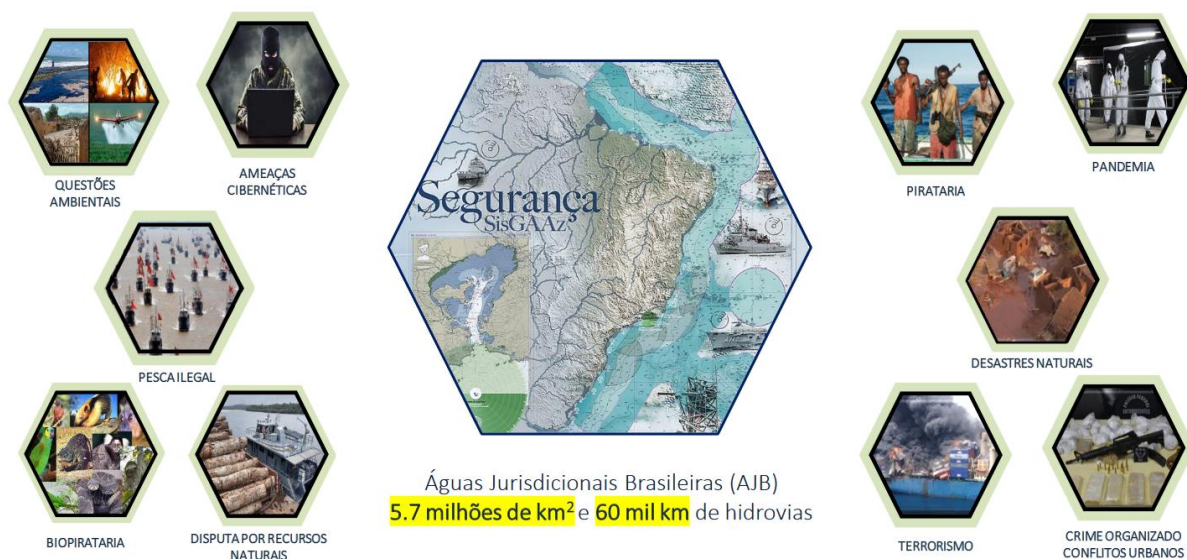 QUESTÕES
AMBIENTAIS
AMEAÇAS
CIBERNÉTICAS
PESCA ILEGAL
BIOPIRATARIA
DISPUTA POR RECURSOS
NATURAIS
Segurança
SisGAAz
Águas Jurisdicionais Brasileiras (AJB)
5.7 milhões de km² e 60 mil km de hidrovias
PIRATARIA
PANDEMIA
DESASTRES NATURAIS
TERRORISMO
CRIME ORGANIZADO
CONFLITOS URBANOS